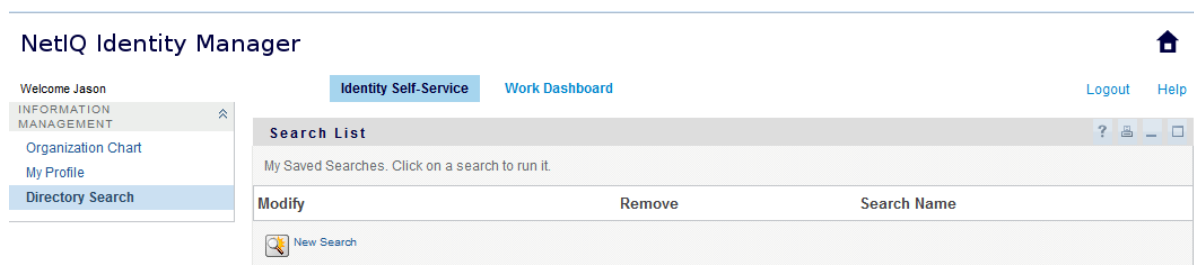 NetIQ Identity Manager
Welcome Jason
Identity Self-Service Work Dashboard
Logout Help
INFORMATION
MANAGEMENT
Organization Chart
My Profile
Directory Search
Search List ?
My Saved Searches. Click on a search to run it.
Modify Remove Search Name
New Search